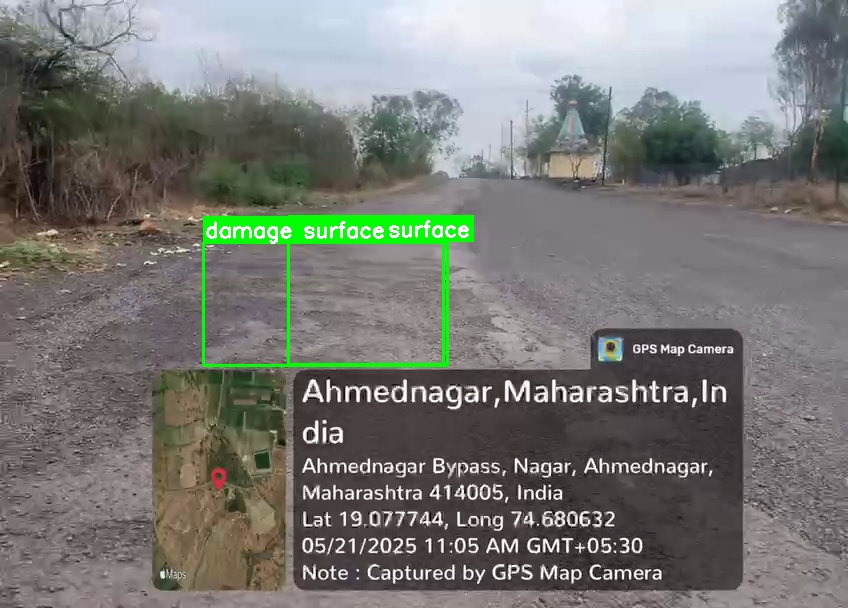 damage surface surface
GPS Map Camera
Ahmednagar,Maharashtra,In
dia
Ahmednagar Bypass, Nagar, Ahmednagar,
Maharashtra 414005, India
Lat 19.077744, Long 74.680632
05/21/2025 11:05 AM GMT+05:30
Note : Captured by GPS Map Camera
Maps